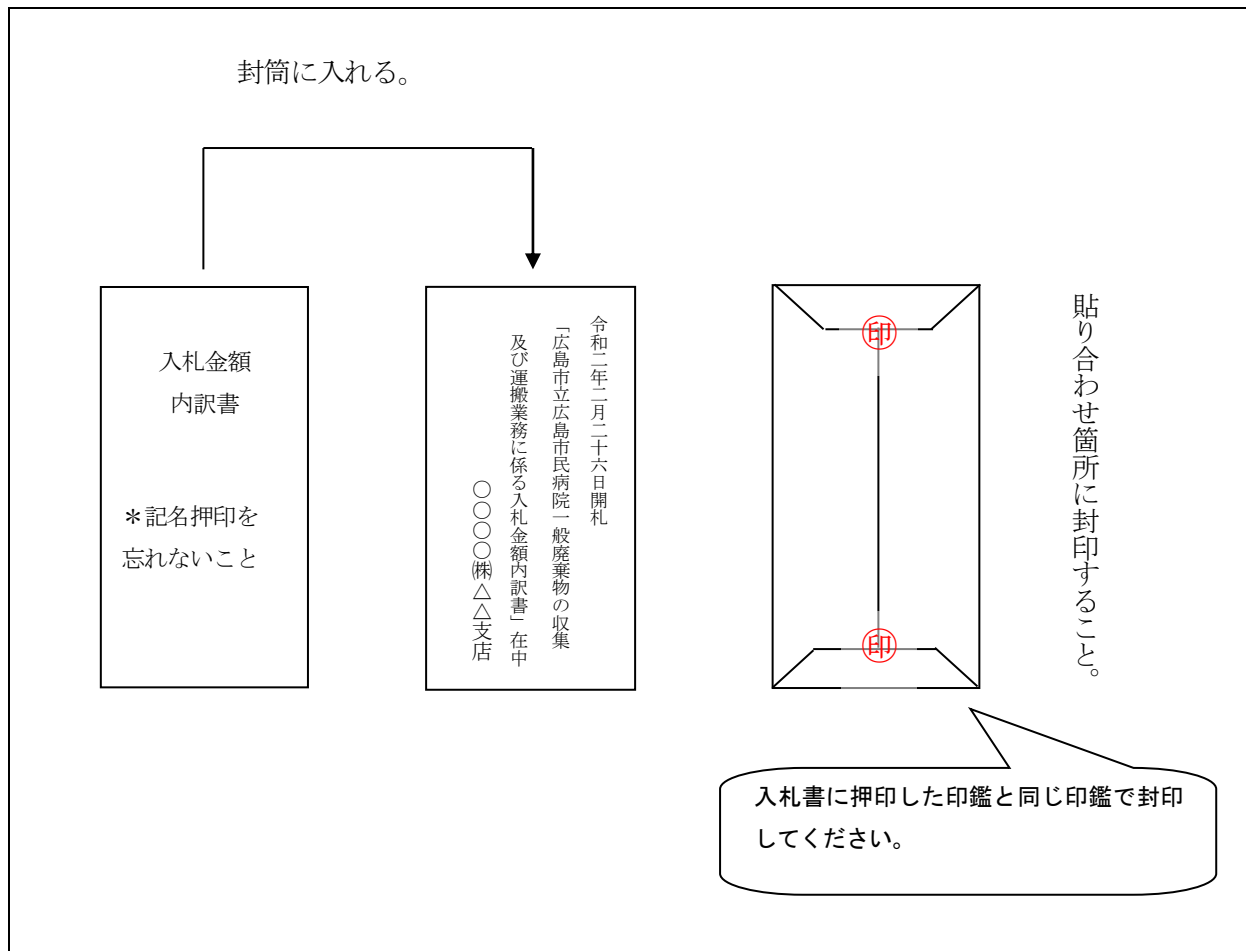 封筒に入れる。
入札金額
内訳書
＊記名押印を
忘れないこと
令和二年二月二十六日開札
「広島市立広島市民病院一般廃棄物の収集
及び運搬業務に係る入札金額内訳書」在中
〇〇〇〇㈱△△支店
印
印
貼り合わせ箇所に封印すること。
入札書に押印した印鑑と同じ印鑑で封印
してください。